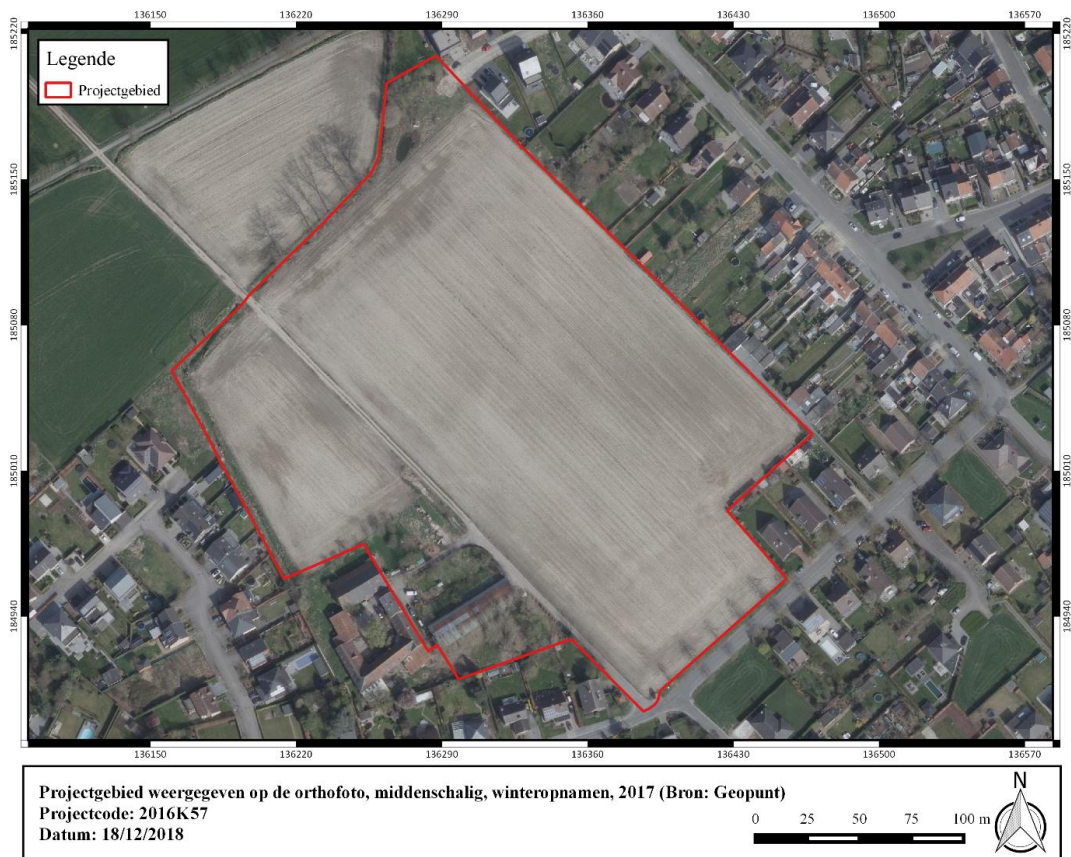 136150 136220 136290 136360 136430 136500 136570
185220 185220
Legende
Projectgebied
185150 185150
185080 185080
185010 185010
184940 184940
136150 136220 136290 136360 136430 136500 136570
Projectgebied weergegeven op de orthofoto, middenschalig, winteropnamen, 2017 (Bron: Geopunt)
Projectcode: 2016K57
Datum: 18/12/2018
0 25 50 75 100 m
N